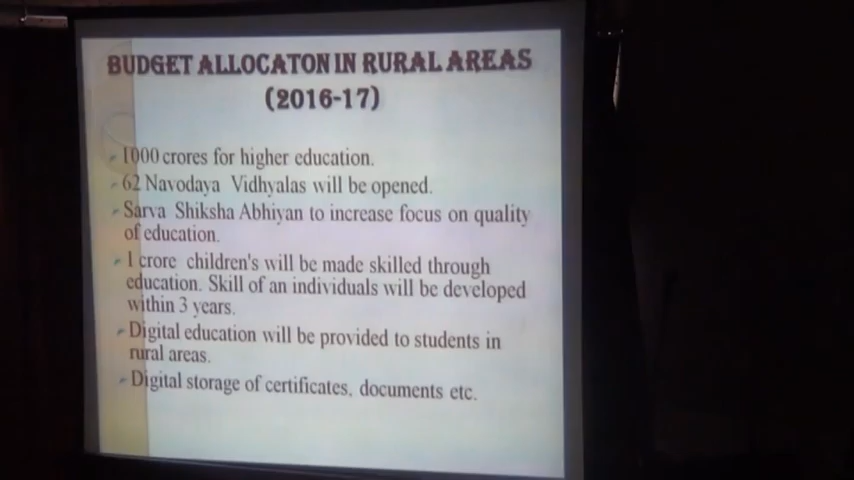 BUDGET ALLOCATON IN RURAL AREAS
(2016-17)
1000 crores for higher education.
62 Navodaya Vidhyalas will be opened.
Sarva Shiksha Abhiyan to increase focus on quality
of education.
1 crore children's will be made skilled through
education. Skill of an individuals will be developed
within 3 years.
Digital education will be provided to students in
rural areas.
Digital storage of certificates, documents etc.